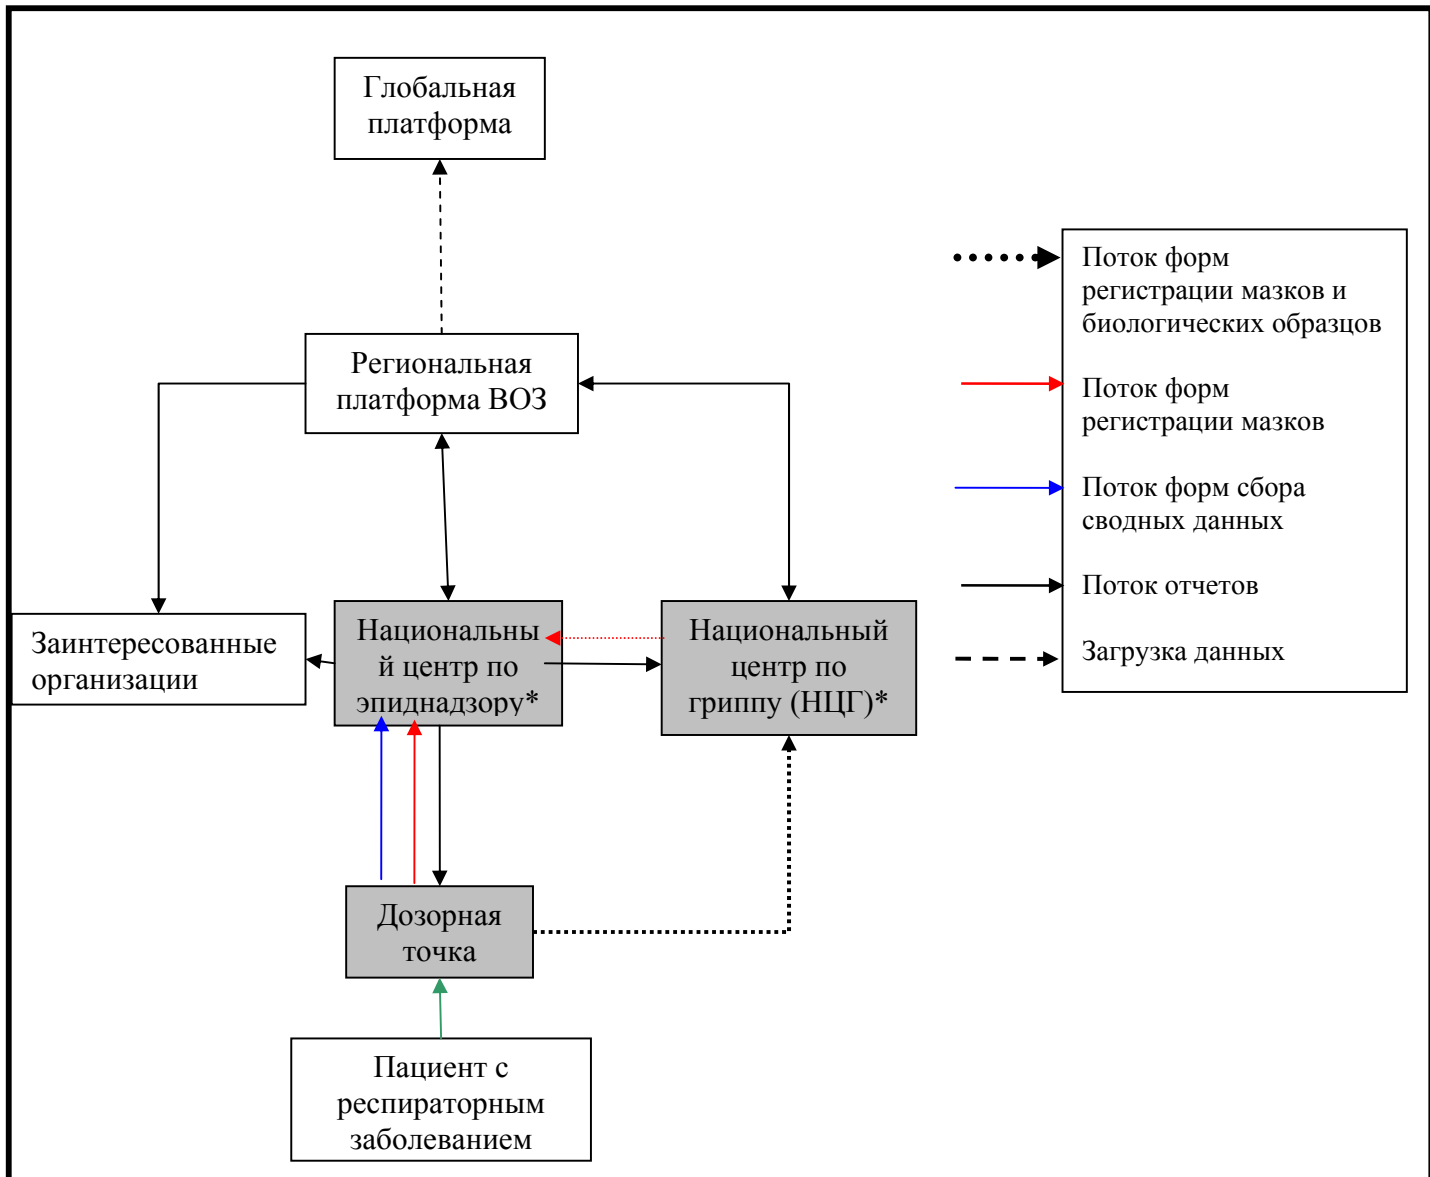 Глобальная
платформа
Региональная
платформа ВОЗ
Заинтересованные
организации
Национальны
й центр по
эпиднадзору*
Национальный
центр по
гриппу (НЦГ)*
Дозорная
точка
Пациент с
респираторным
заболеванием
Поток форм
регистрации мазков и
биологических образцов
Поток форм
регистрации мазков
Поток форм сбора
сводных данных
Поток отчетов
Загрузка данных